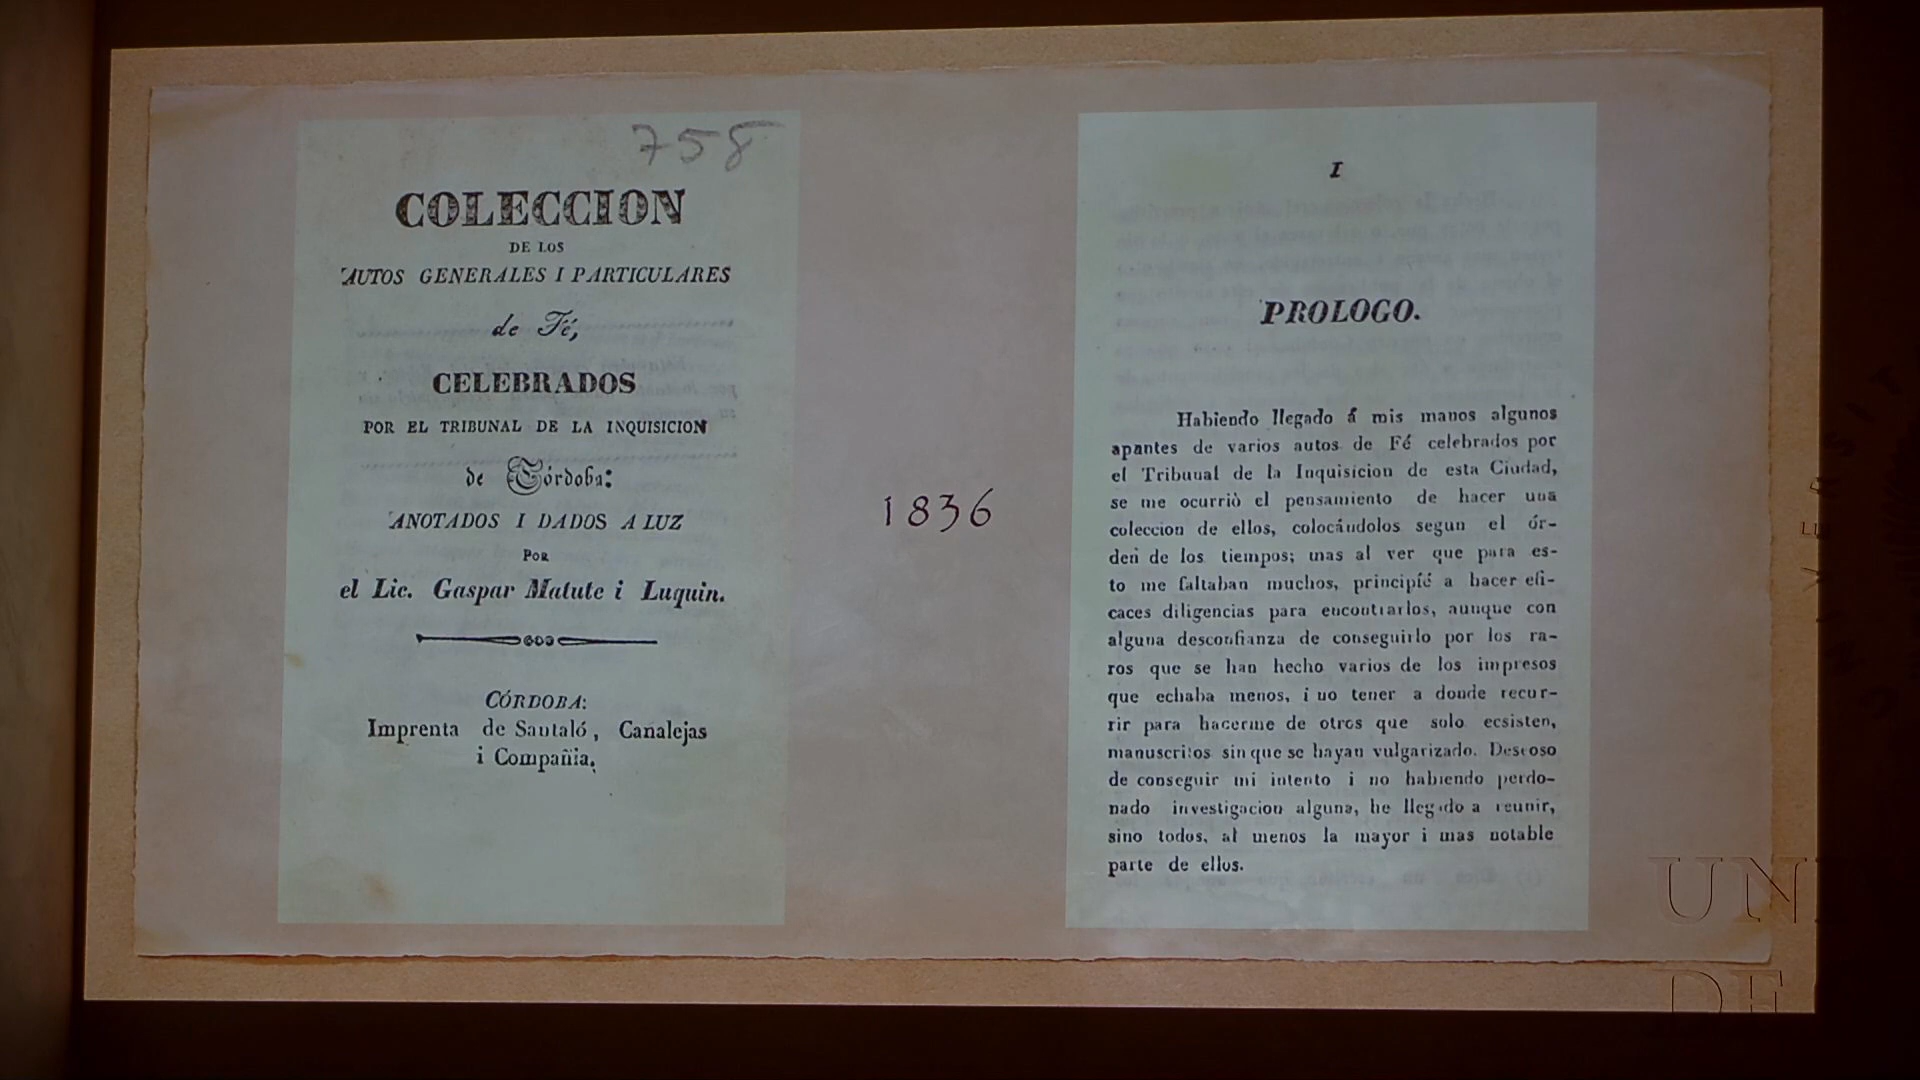 758
COLECCION
DE LOS
AUTOS GENERALES I PARTICULARES
de Fé,
CELEBRADOS
POR EL TRIBUNAL DE LA INQUISICION
de Córdoba:
ANOTADOS I DADOS A LUZ
POR
el Lic. Gaspar Matute i Luquin.
CÓRDOBA:
Imprenta de Santaló, Canalejas
i Compañia.
1836
I
PROLOGO.
Habiendo llegado á mis manos algunos
apantes de varios autos de Fé celebrados por
el Tribunal de la Inquisicion de esta Ciudad,
se me ocurriò el pensamiento de hacer una
coleccion de ellos, colocándolos segun el ór-
den de los tiempos; mas al ver que para es-
to me faltaban muchos, principié a hacer efi-
caces diligencias para encontrarlos, aunque con
alguna desconfianza de conseguirlo por los ra-
ros que se han hecho varios de los impresos
que echaba menos, i no tener a donde recur-
rir para hacerme de otros que solo ecsisten,
manuscritos sin que se hayan vulgarizado. Deseoso
de conseguir mi intento i no habiendo perdo-
nado investigacion alguna, he llegado a reunir,
sino todos, al menos la mayor i mas notable
parte de ellos.
UN
DE